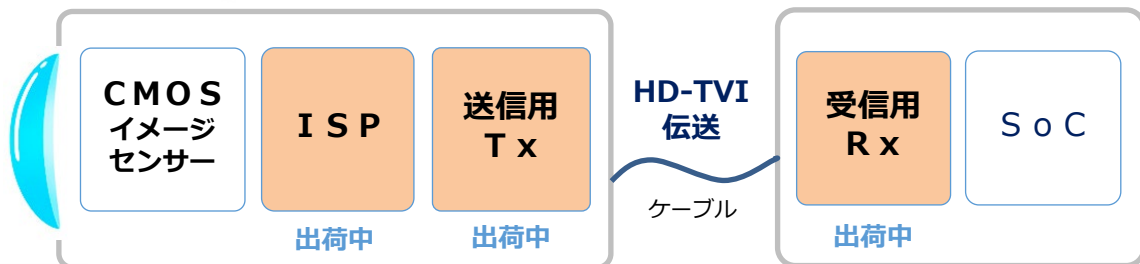 ＣＭＯＳ
イメージ
センサー
ＩＳＰ
出荷中
送信用
Ｔｘ
出荷中
HD-TVI
伝送
ケーブル
受信用
Ｒｘ
出荷中
ＳｏＣ